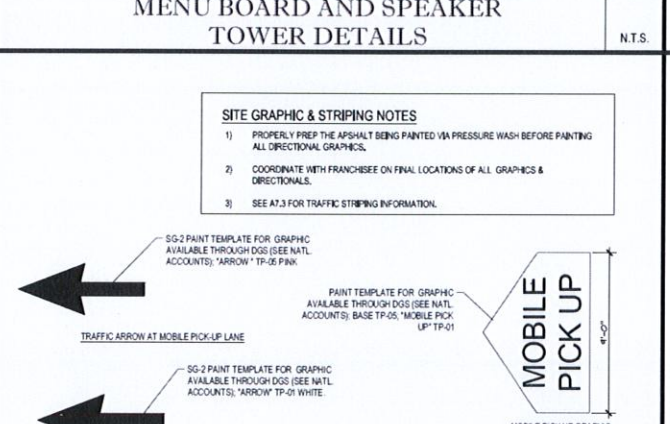 MENU BOARD AND SPEAKER
TOWER DETAILS
N.T.S.
SITE GRAPHIC & STRIPING NOTES
1) PROPERLY PREP THE APSHALT BEING PAINTED VIA PRESSURE WASH BEFORE PAINTING
ALL DIRECTIONAL GRAPHICS.
2) COORDINATE WITH FRANCHISEE ON FINAL LOCATIONS OF ALL GRAPHICS &
DIRECTIONALS.
3) SEE A7.3 FOR TRAFFIC STRIPING INFORMATION.
SG-2 PAINT TEMPLATE FOR GRAPHIC
AVAILABLE THROUGH DGS (SEE NATL.
ACCOUNTS); "ARROW " TP-05 PINK
TRAFFIC ARROW AT MOBILE PICK-UP LANE
PAINT TEMPLATE FOR GRAPHIC
AVAILABLE THROUGH DGS (SEE NATL.
ACCOUNTS): BASE TP-05, "MOBILE PICK
UP" TP-01
MOBILE
PICK UP
SG-2 PAINT TEMPLATE FOR GRAPHIC
AVAILABLE THROUGH DGS (SEE NATL.
ACCOUNTS); "ARROW" TP-01 WHITE.